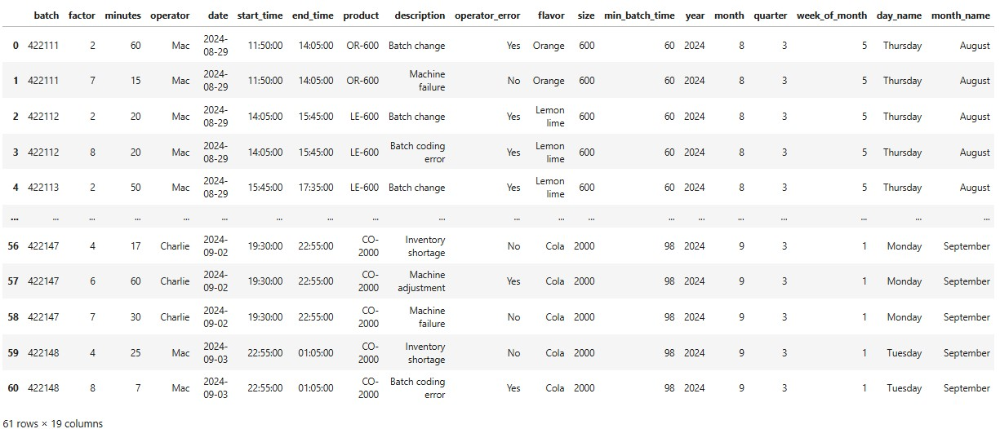 batch factor minutes operator date start_time end_time product description operator_error flavor size min_batch_time year month quarter week_of_month day_name month_name
0 422111 2 60 Mac 2024-08-29 11:50:00 14:05:00 OR-600 Batch change Yes Orange 600 60 2024 8 3 5 Thursday August
1 422111 7 15 Mac 2024-08-29 11:50:00 14:05:00 OR-600 Machine failure No Orange 600 60 2024 8 3 5 Thursday August
2 422112 2 20 Mac 2024-08-29 14:05:00 15:45:00 LE-600 Batch change Yes Lemon lime 600 60 2024 8 3 5 Thursday August
3 422112 8 20 Mac 2024-08-29 14:05:00 15:45:00 LE-600 Batch coding error Yes Lemon lime 600 60 2024 8 3 5 Thursday August
4 422113 2 50 Mac 2024-08-29 15:45:00 17:35:00 LE-600 Batch change Yes Lemon lime 600 60 2024 8 3 5 Thursday August
... ... ... ... ... ... ... ... ... ... ... ... ... ... ... ... ... ... ... ...
56 422147 4 17 Charlie 2024-09-02 19:30:00 22:55:00 CO-2000 Inventory shortage No Cola 2000 98 2024 9 3 1 Monday September
57 422147 6 60 Charlie 2024-09-02 19:30:00 22:55:00 CO-2000 Machine adjustment Yes Cola 2000 98 2024 9 3 1 Monday September
58 422147 7 30 Charlie 2024-09-02 19:30:00 22:55:00 CO-2000 Machine failure No Cola 2000 98 2024 9 3 1 Monday September
59 422148 4 25 Mac 2024-09-03 22:55:00 01:05:00 CO-2000 Inventory shortage No Cola 2000 98 2024 9 3 1 Tuesday September
60 422148 8 7 Mac 2024-09-03 22:55:00 01:05:00 CO-2000 Batch coding error Yes Cola 2000 98 2024 9 3 1 Tuesday September
61 rows × 19 columns